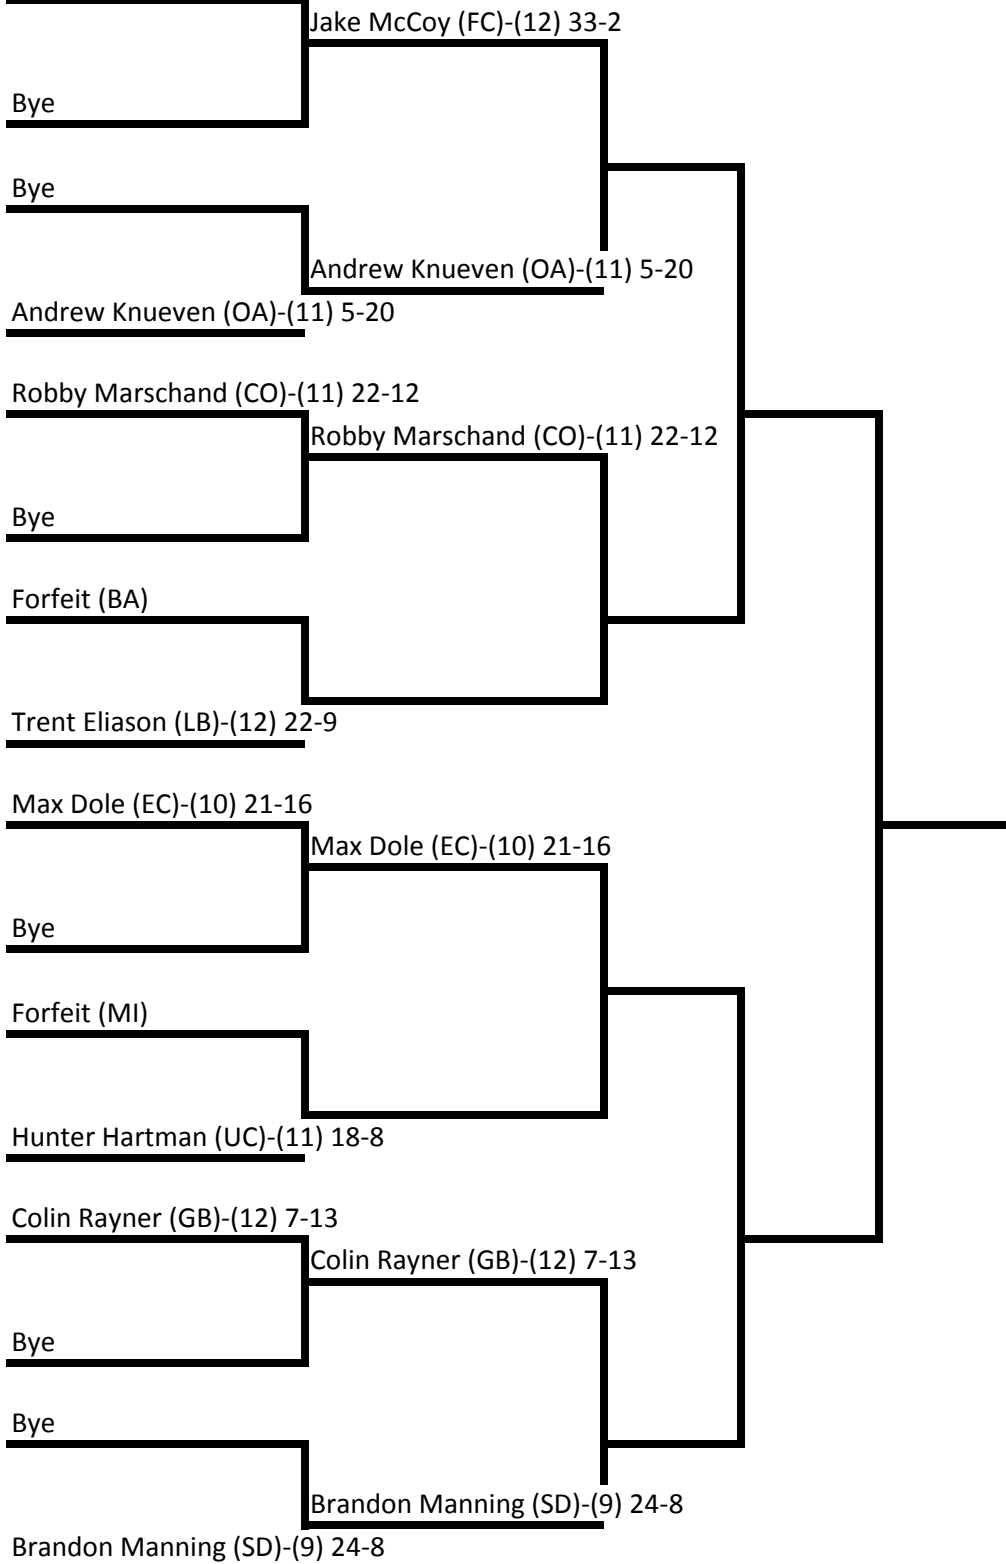 Jake McCoy (FC)-(12) 33-2
Bye
Bye
Andrew Knueven (OA)-(11) 5-20
Andrew Knueven (OA)-(11) 5-20
Robby Marschand (CO)-(11) 22-12
Robby Marschand (CO)-(11) 22-12
Bye
Forfeit (BA)
Trent Eliason (LB)-(12) 22-9
Max Dole (EC)-(10) 21-16
Max Dole (EC)-(10) 21-16
Bye
Forfeit (MI)
Hunter Hartman (UC)-(11) 18-8
Colin Rayner (GB)-(12) 7-13
Colin Rayner (GB)-(12) 7-13
Bye
Bye
Brandon Manning (SD)-(9) 24-8
Brandon Manning (SD)-(9) 24-8